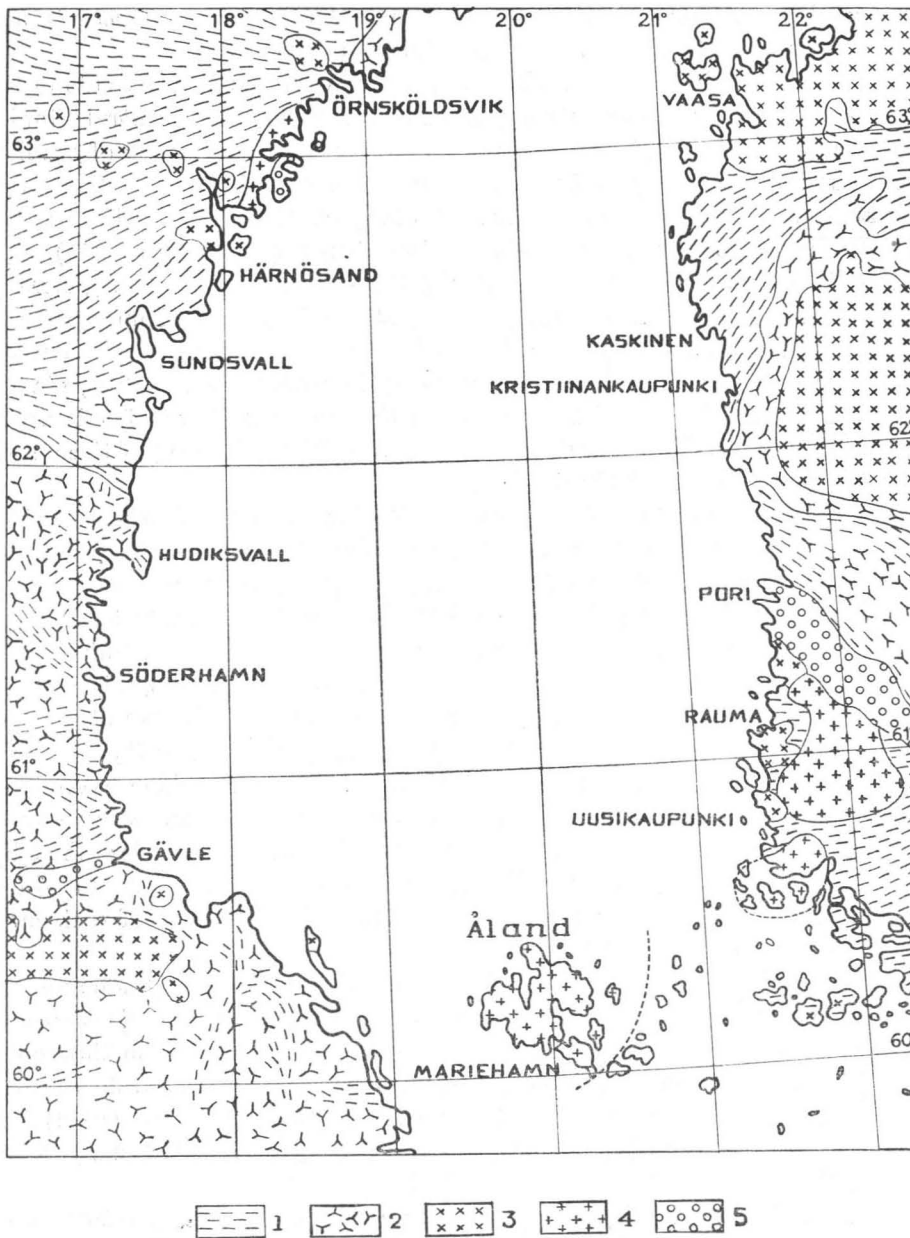 17° 18° 19° 20° 21° 22°
ÖRNSKÖLDSVIK
VAASA
63° 63
HÄRNÖSAND
KASKINEN
SUNDSVALL
KRISTIINANKAUPUNKI
62° 62
HUDIKSVALL
PORI
SÖDERHAMN
RAUMA
61° 61
UUSIKAUPUNKI
GÄVLE
Åland
MARIEHAMN
60° 60
1 2 3 4 5